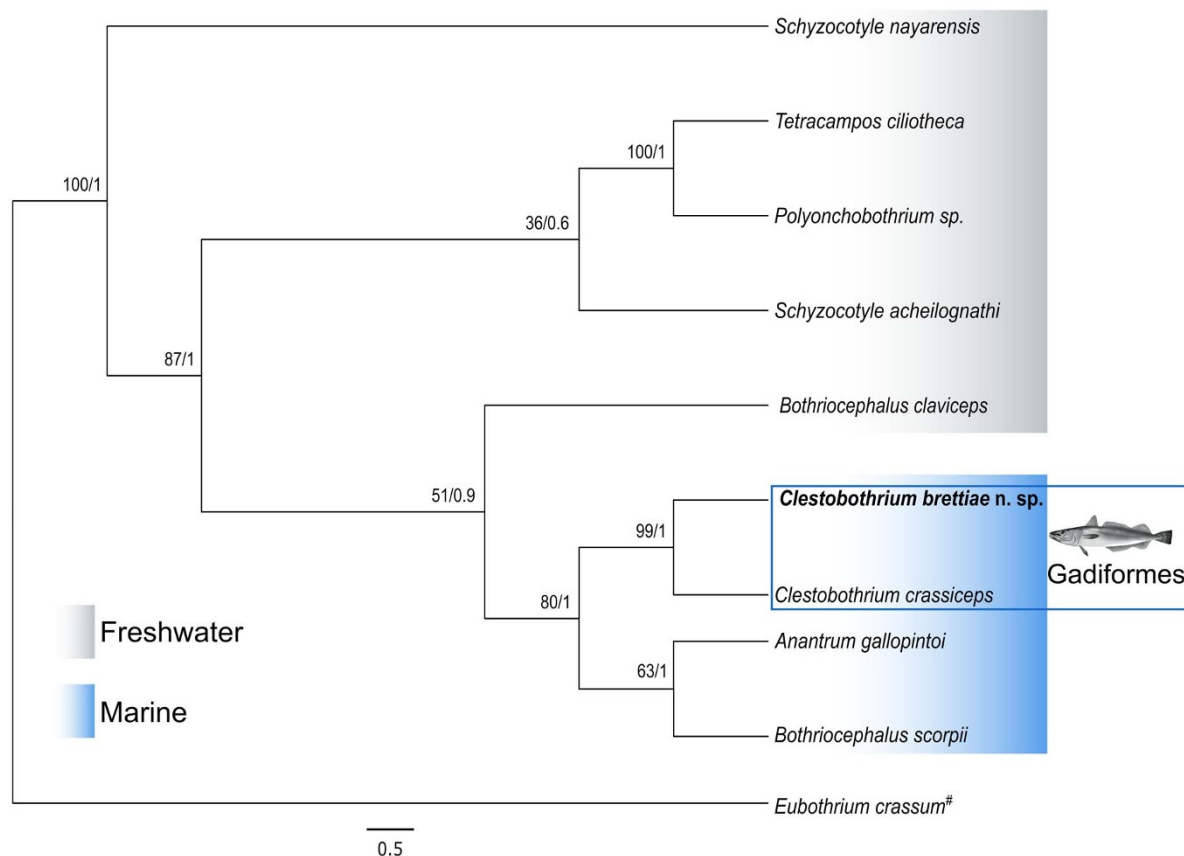 Schyzocotyle nayarensis
Tetracampos ciliotheca
100/1
100/1
Polyonchobothrium sp.
36/0.6
Schyzocotyle acheilognathi
87/1
Bothriocephalus claviceps
51/0.9
Clestobothrium brettiae n. sp.
99/1
Gadiformes
Clestobothrium crassiceps
80/1
Freshwater
Anantrum gallopintoi
63/1
Marine
Bothriocephalus scorpii
Eubothrium crassum#
0.5